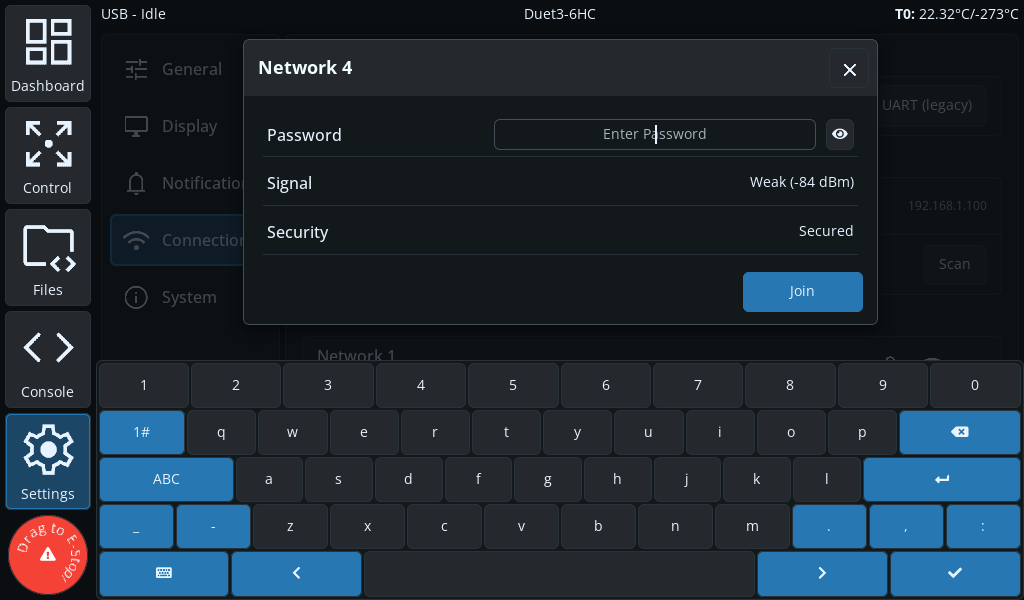 USB - Idle
Duet3-6HC
T0: 22.32°C/-273°C
Dashboard
Control
Files
Console
Settings
Drag to E-Stop!
General
Display
Notification
Connection
System
UART (legacy)
192.168.1.100
Scan
Network 1
Network 4
Password
Enter Password
Signal
Weak (-84 dBm)
Security
Secured
Join
1 2 3 4 5 6 7 8 9 0
1# q w e r t y u i o p
ABC a s d f g h j k l
_ - z x c v b n m . , :